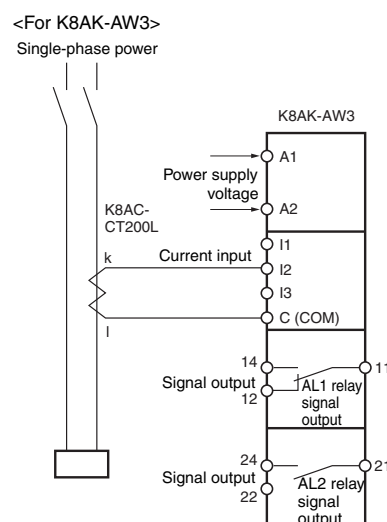 <For K8AK-AW3>
Single-phase power
K8AK-AW3
A1
Power supply
voltage
A2
K8AC-
CT200L
I1
k
Current input
I2
I3
C (COM)
l
14
11
Signal output
12
AL1 relay
signal
output
24
21
Signal output
22
AL2 relay
signal
output